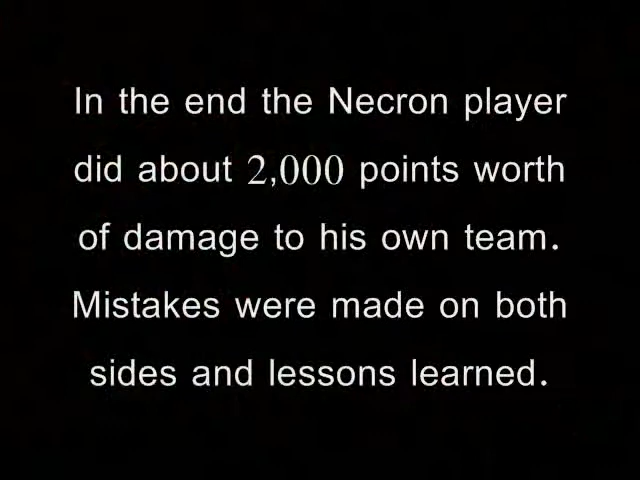 In the end the Necron player
did about 2,000 points worth
of damage to his own team.
Mistakes were made on both
sides and lessons learned.